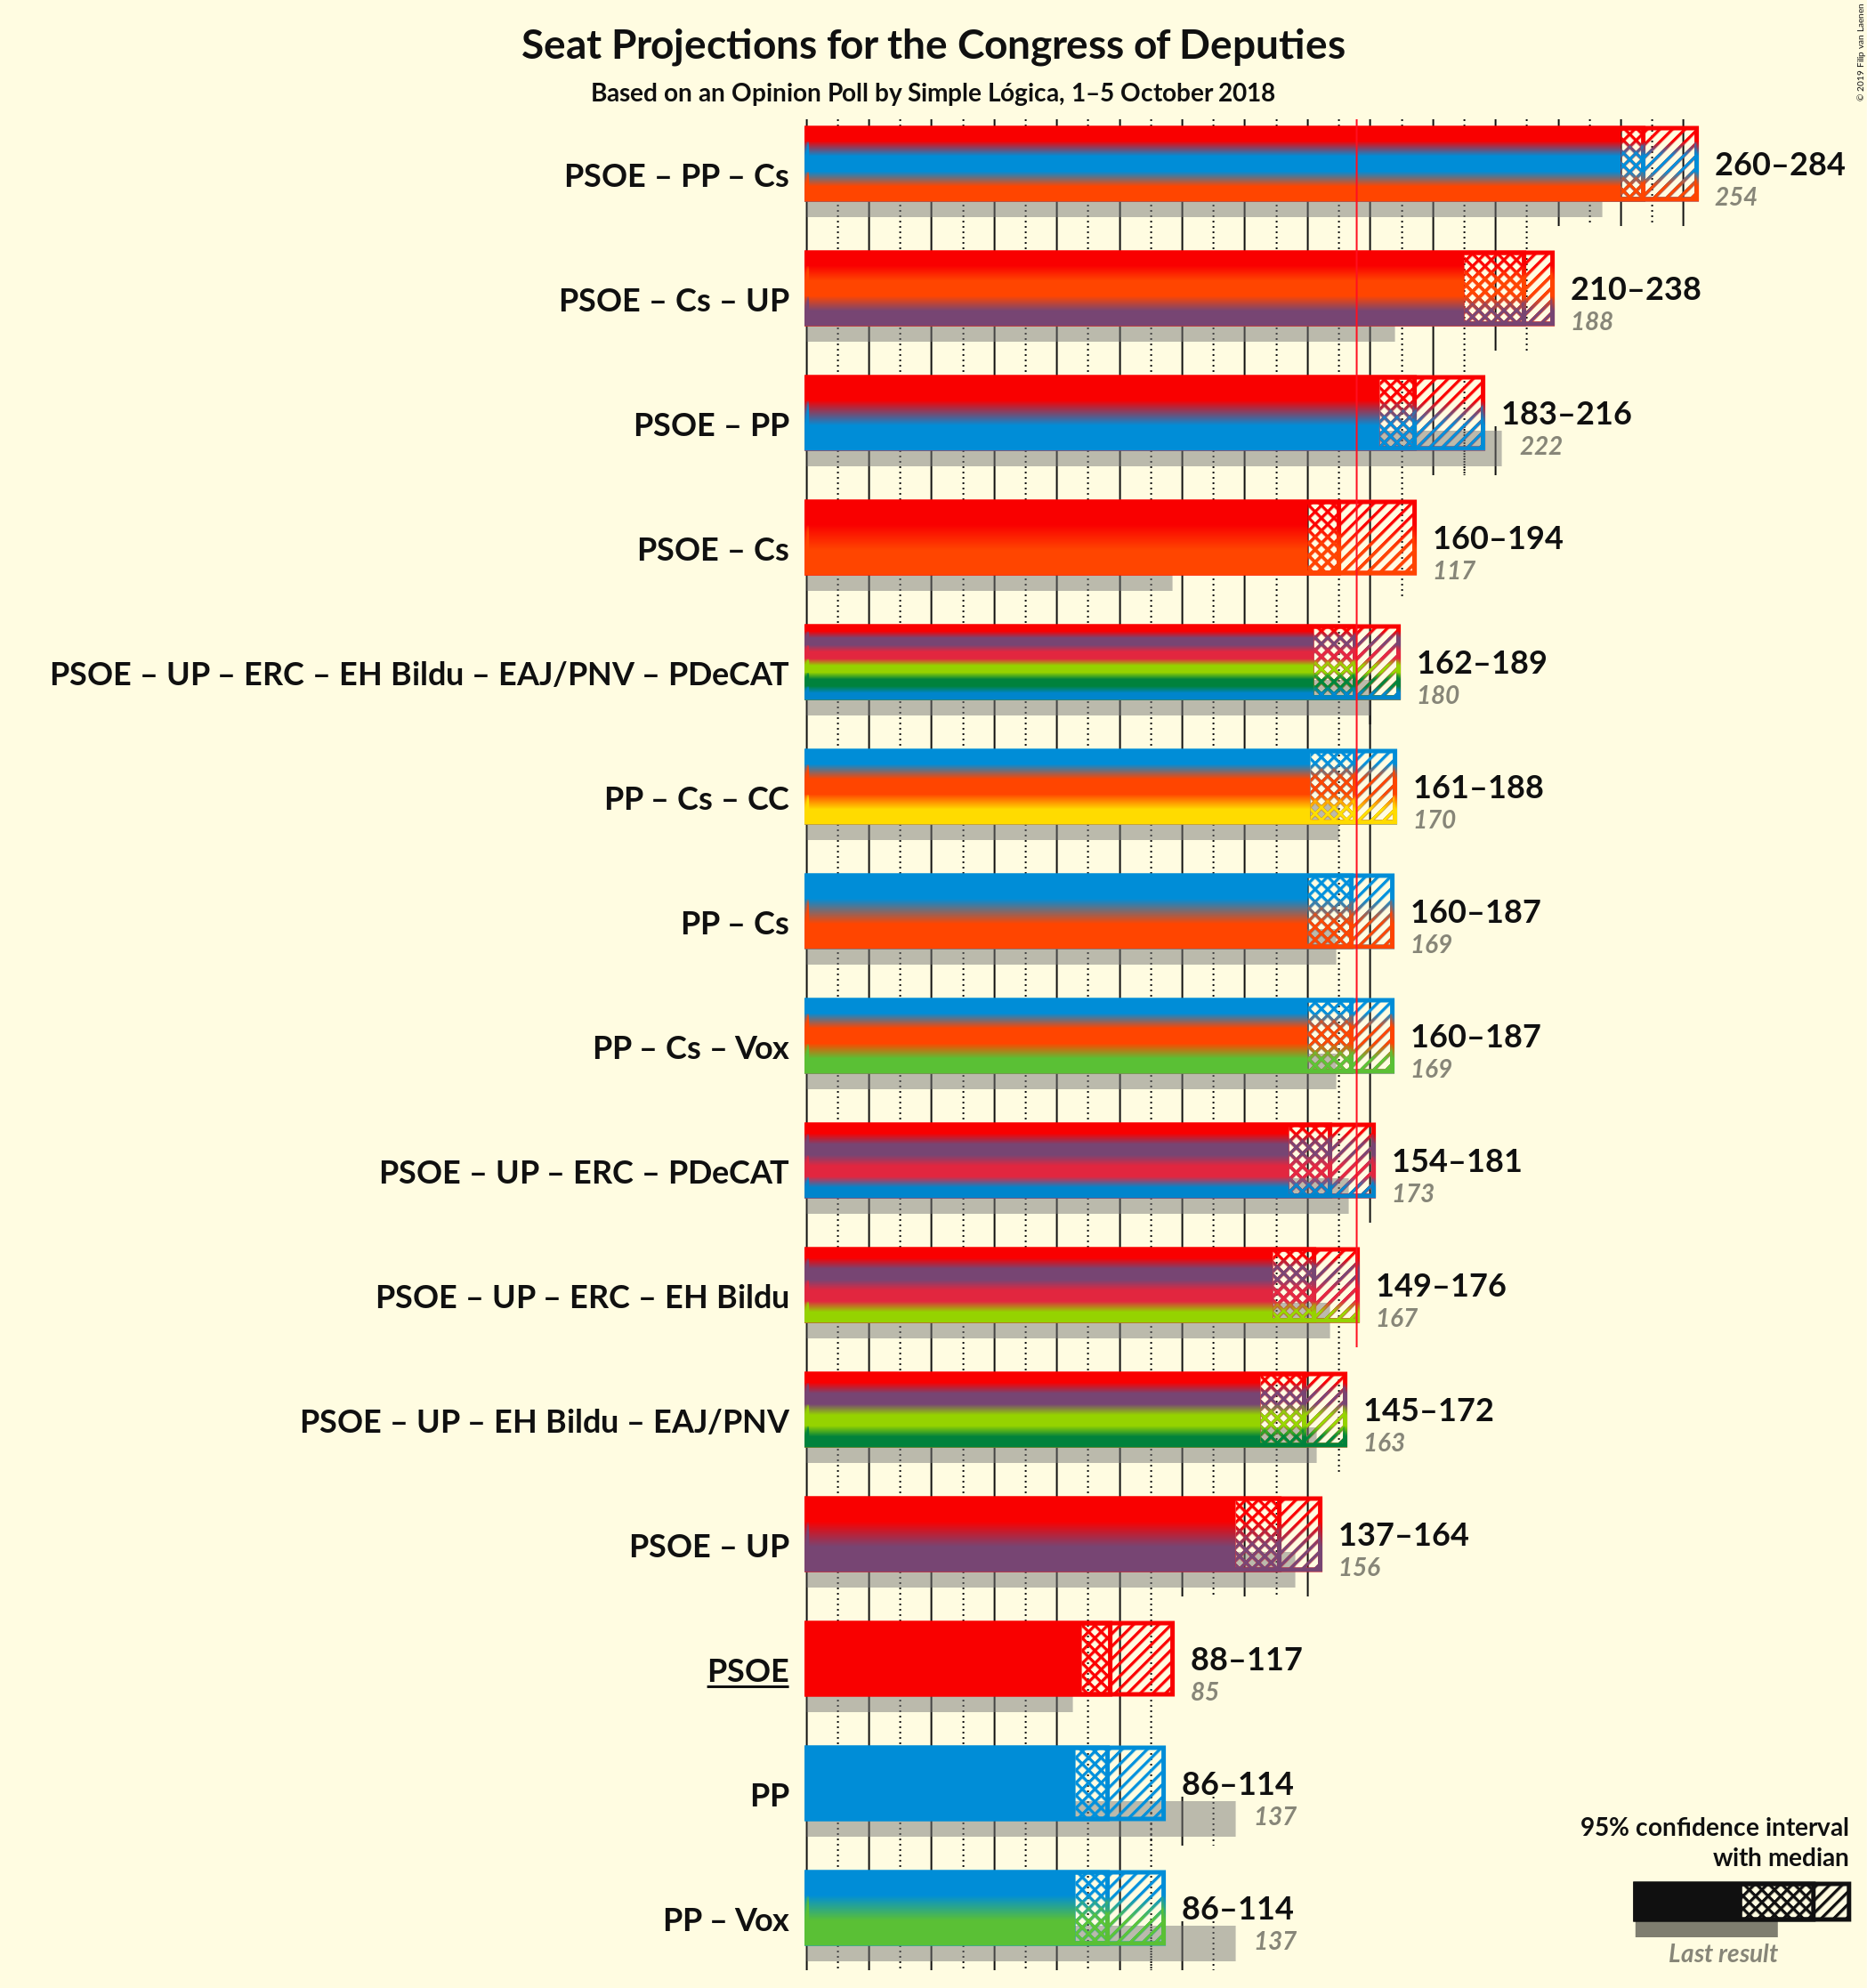 Seat Projections for the Congress of Deputies
Based on an Opinion Poll by Simple Lógica, 1–5 October 2018
© 2019 Filip van Laenen
PSOE – PP – Cs
260–284
254
PSOE – Cs – UP
210–238
188
PSOE – PP
183–216
222
PSOE – Cs
160–194
117
PSOE – UP – ERC – EH Bildu – EAJ/PNV – PDeCAT
162–189
180
PP – Cs – CC
161–188
170
PP – Cs
160–187
169
PP – Cs – Vox
160–187
169
PSOE – UP – ERC – PDeCAT
154–181
173
PSOE – UP – ERC – EH Bildu
149–176
167
PSOE – UP – EH Bildu – EAJ/PNV
145–172
163
PSOE – UP
137–164
156
PSOE
88–117
85
PP
86–114
137
PP – Vox
86–114
137
95% confidence interval
with median
Last result